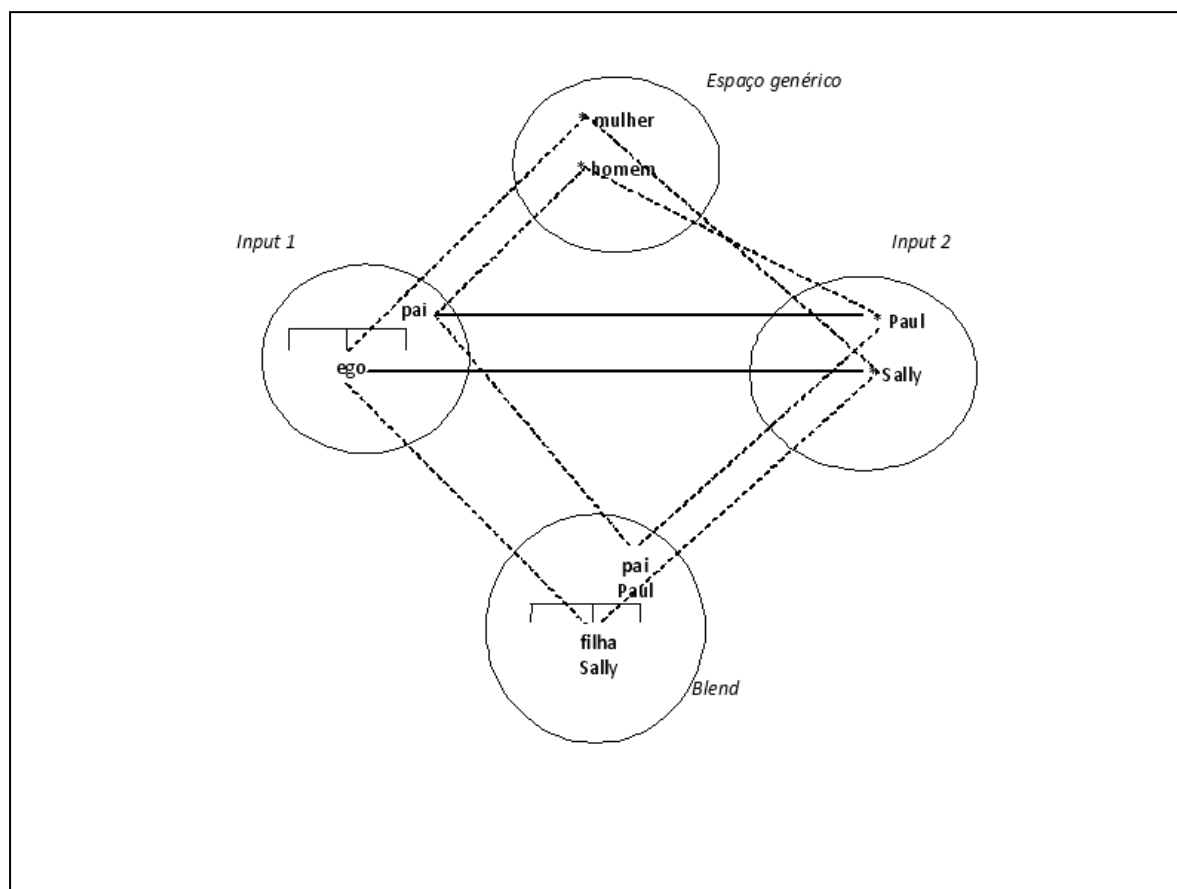 Espaço genérico
* mulher
* homem
Input 1
Input 2
pai
* Paul
ego
* Sally
pai
Paul
filha
Sally
Blend